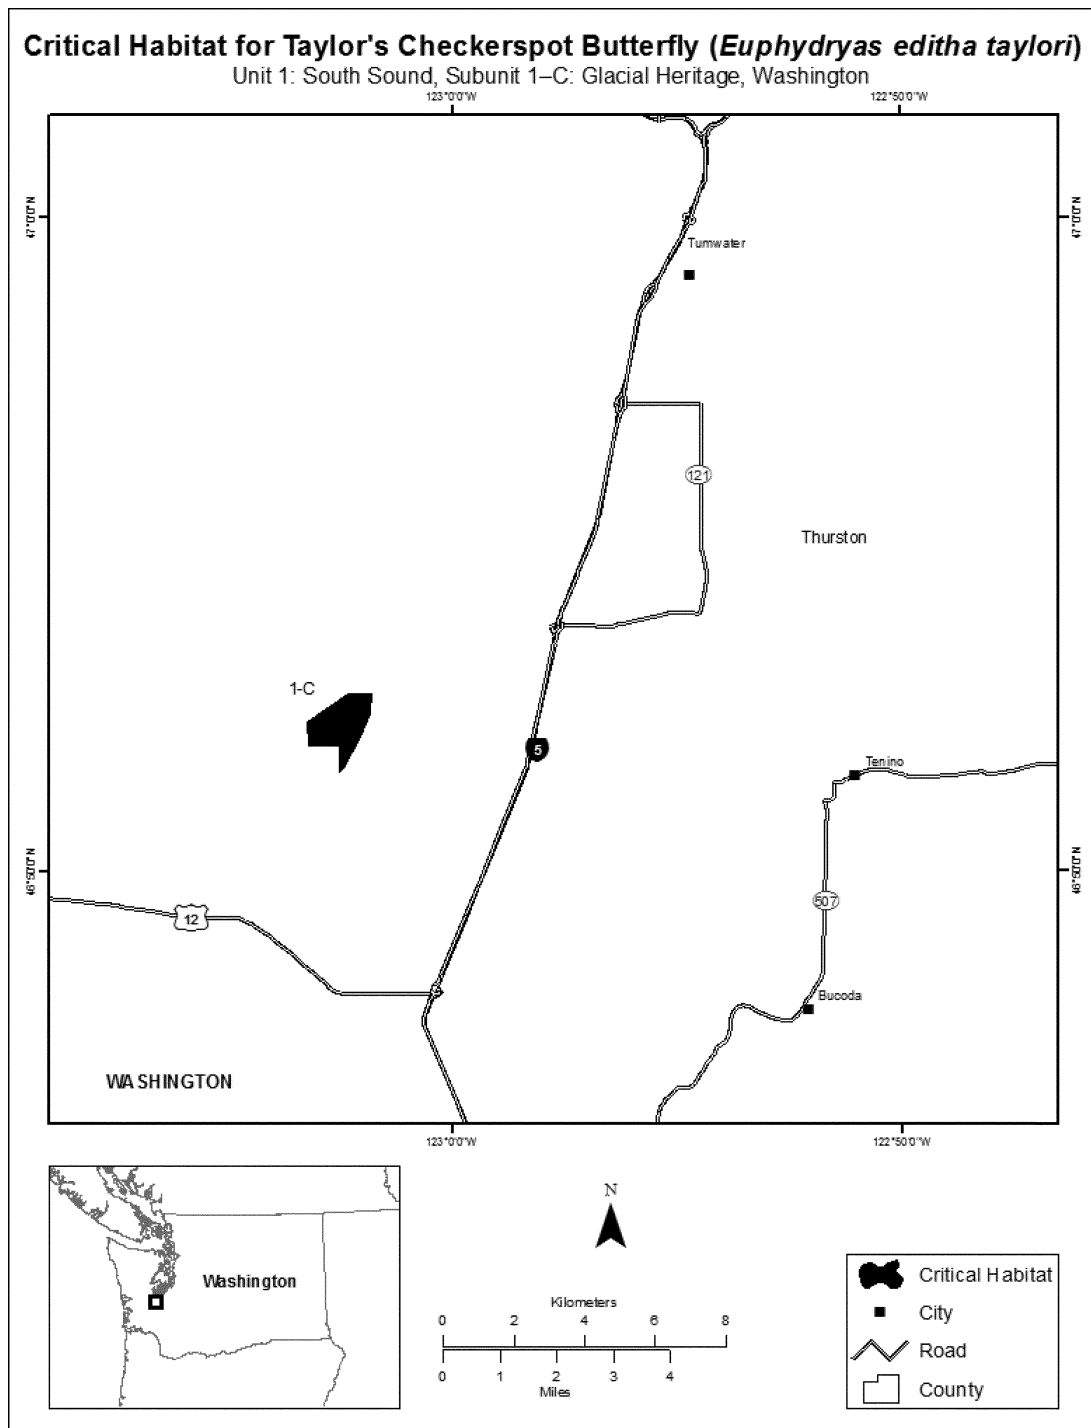 Critical Habitat for Taylor's Checkerspot Butterfly (Euphydryas editha taylori)
Unit 1: South Sound, Subunit 1–C: Glacial Heritage, Washington
123°0'0"W
122°50'0"W
47°0'0"N
47°0'0"N
Tumwater
121
Thurston
1-C
5
Tenino
46°50'0"N
46°50'0"N
12
507
Bucoda
WASHINGTON
123°0'0"W
122°50'0"W
N
Washington
Kilometers
0 2 4 6 8
0 1 2 3 4
Miles
Critical Habitat
City
Road
County